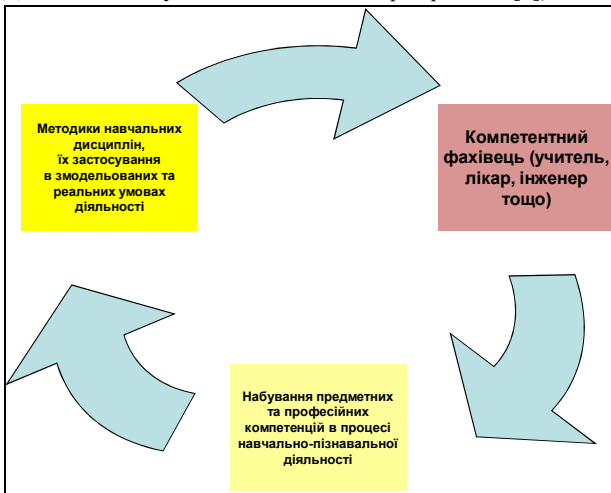 Методики навчальних
дисциплін,
їх застосування
в змодельованих та
реальних умовах
діяльності
Компетентний
фахівець (учитель,
лікар, інженер
тощо)
Набування предметних
та професійних
компетенцій в процесі
навчально-пізнавальної
діяльності